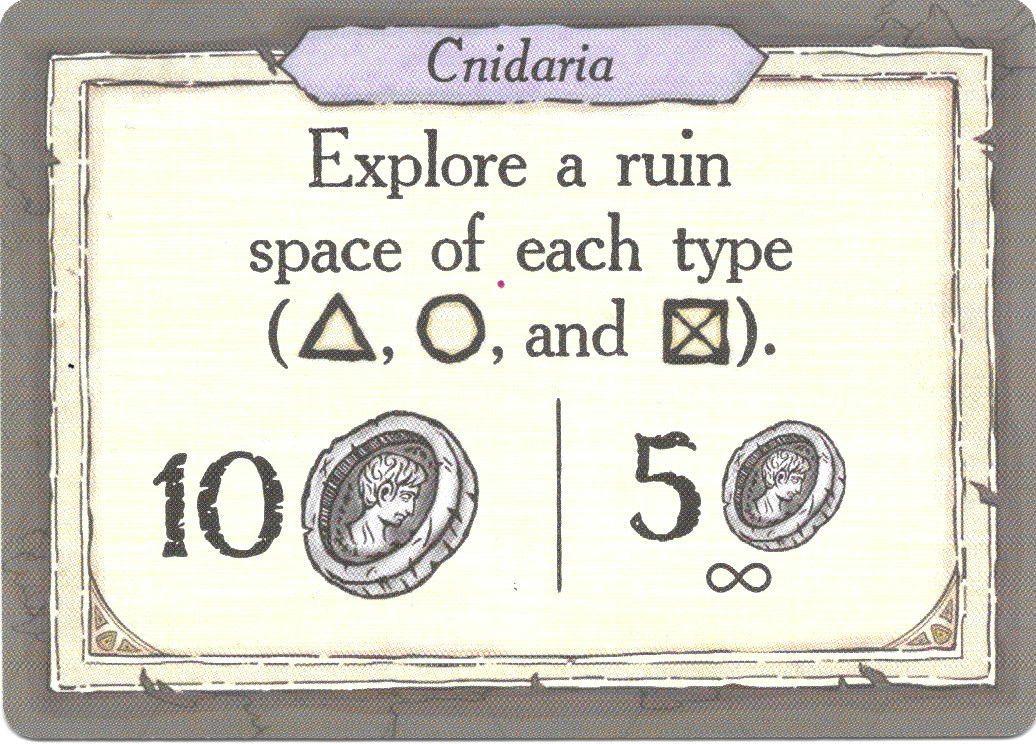 Cnidaria
Explore a ruin
space of each type
(△, ○, and ☒).
10
5
∞